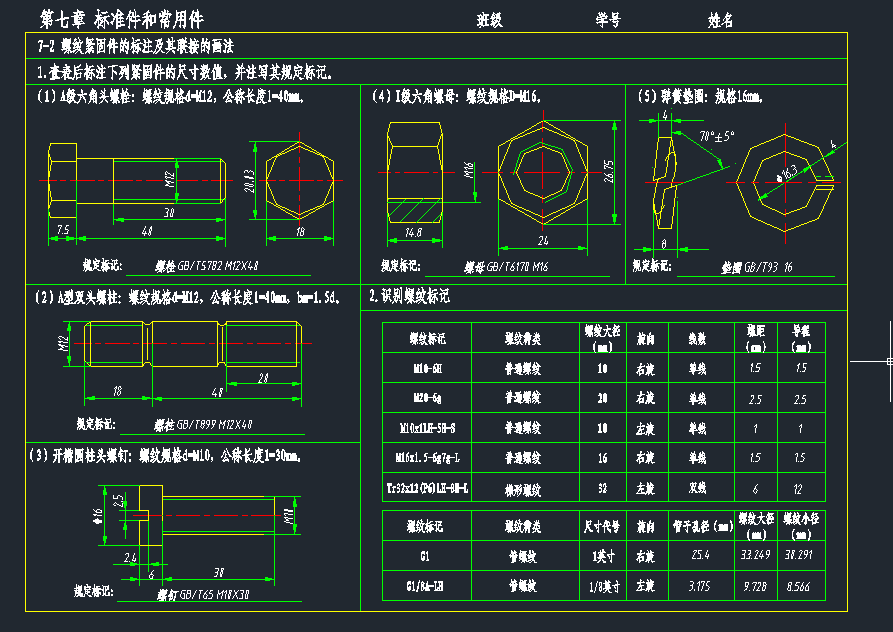 第七章 标准件和常用件 班级 学号 姓名
7-2 螺纹紧固件的标注及其联接的画法
1.查表后标注下列紧固件的尺寸数值，并注写其规定标记。
(1) A级六角头螺栓：螺纹规格d=M12，公称长度l=40mm。
M12
20.03
7.5
30
40
18
规定标记：
螺栓 GB/T5782 M12X40
(4) I级六角螺母：螺纹规格D=M16。
M16
26.75
14.8
24
规定标记：
螺母 GB/T6170 M16
(5) 弹簧垫圈：规格16mm。
4
70°±5°
4
Φ16.3
8
规定标记：
垫圈 GB/T93 16
(2) A型双头螺柱：螺纹规格d=M12，公称长度l=40mm，bm=1.5d。
M12
18
20
40
规定标记：
螺柱 GB/T899 M12X40
(3) 开槽圆柱头螺钉：螺纹规格d=M10，公称长度l=30mm。
Φ16
2.5
M10
2.4
6
30
规定标记：
螺钉 GB/T65 M10X30
2.识别螺纹标记
螺纹标记 螺纹种类 螺纹大径(mm) 旋向 线数 螺距(mm) 导程(mm)
M10-6H 普通螺纹 10 右旋 单线 1.5 1.5
M20-6g 普通螺纹 20 右旋 单线 2.5 2.5
M10x1LH-5H-S 普通螺纹 10 左旋 单线 1 1
M16x1.5-6g7g-L 普通螺纹 16 右旋 单线 1.5 1.5
Tr32x12(P6)LH-8H-L 梯形螺纹 32 左旋 双线 6 12
螺纹标记 螺纹种类 尺寸代号 旋向 管子孔径(mm) 螺纹大径(mm) 螺纹小径(mm)
G1 管螺纹 1英寸 右旋 25.4 33.249 30.291
G1/8A-LH 管螺纹 1/8英寸 左旋 3.175 9.728 8.566